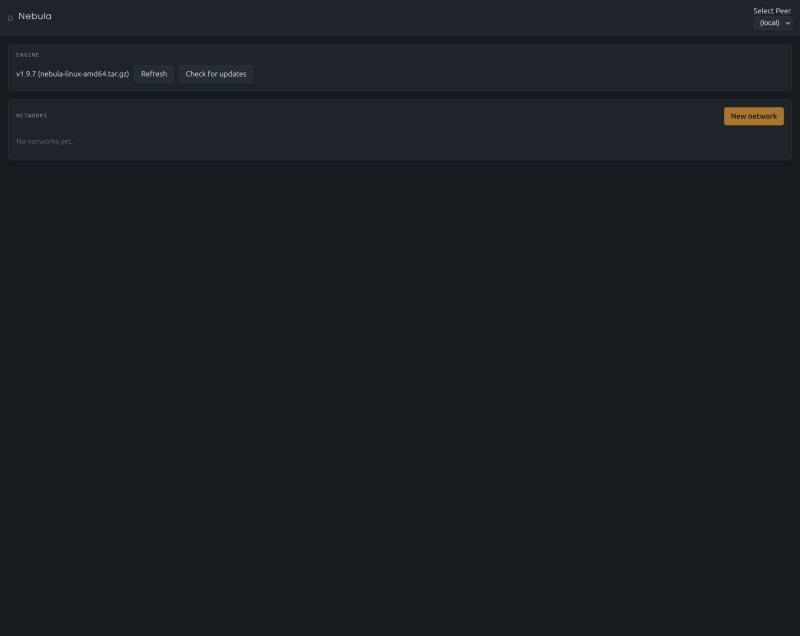 Nebula
Select Peer
(local)
ENGINE
v1.9.7 (nebula-linux-amd64.tar.gz)
Refresh
Check for updates
NETWORKS
New network
No networks yet.